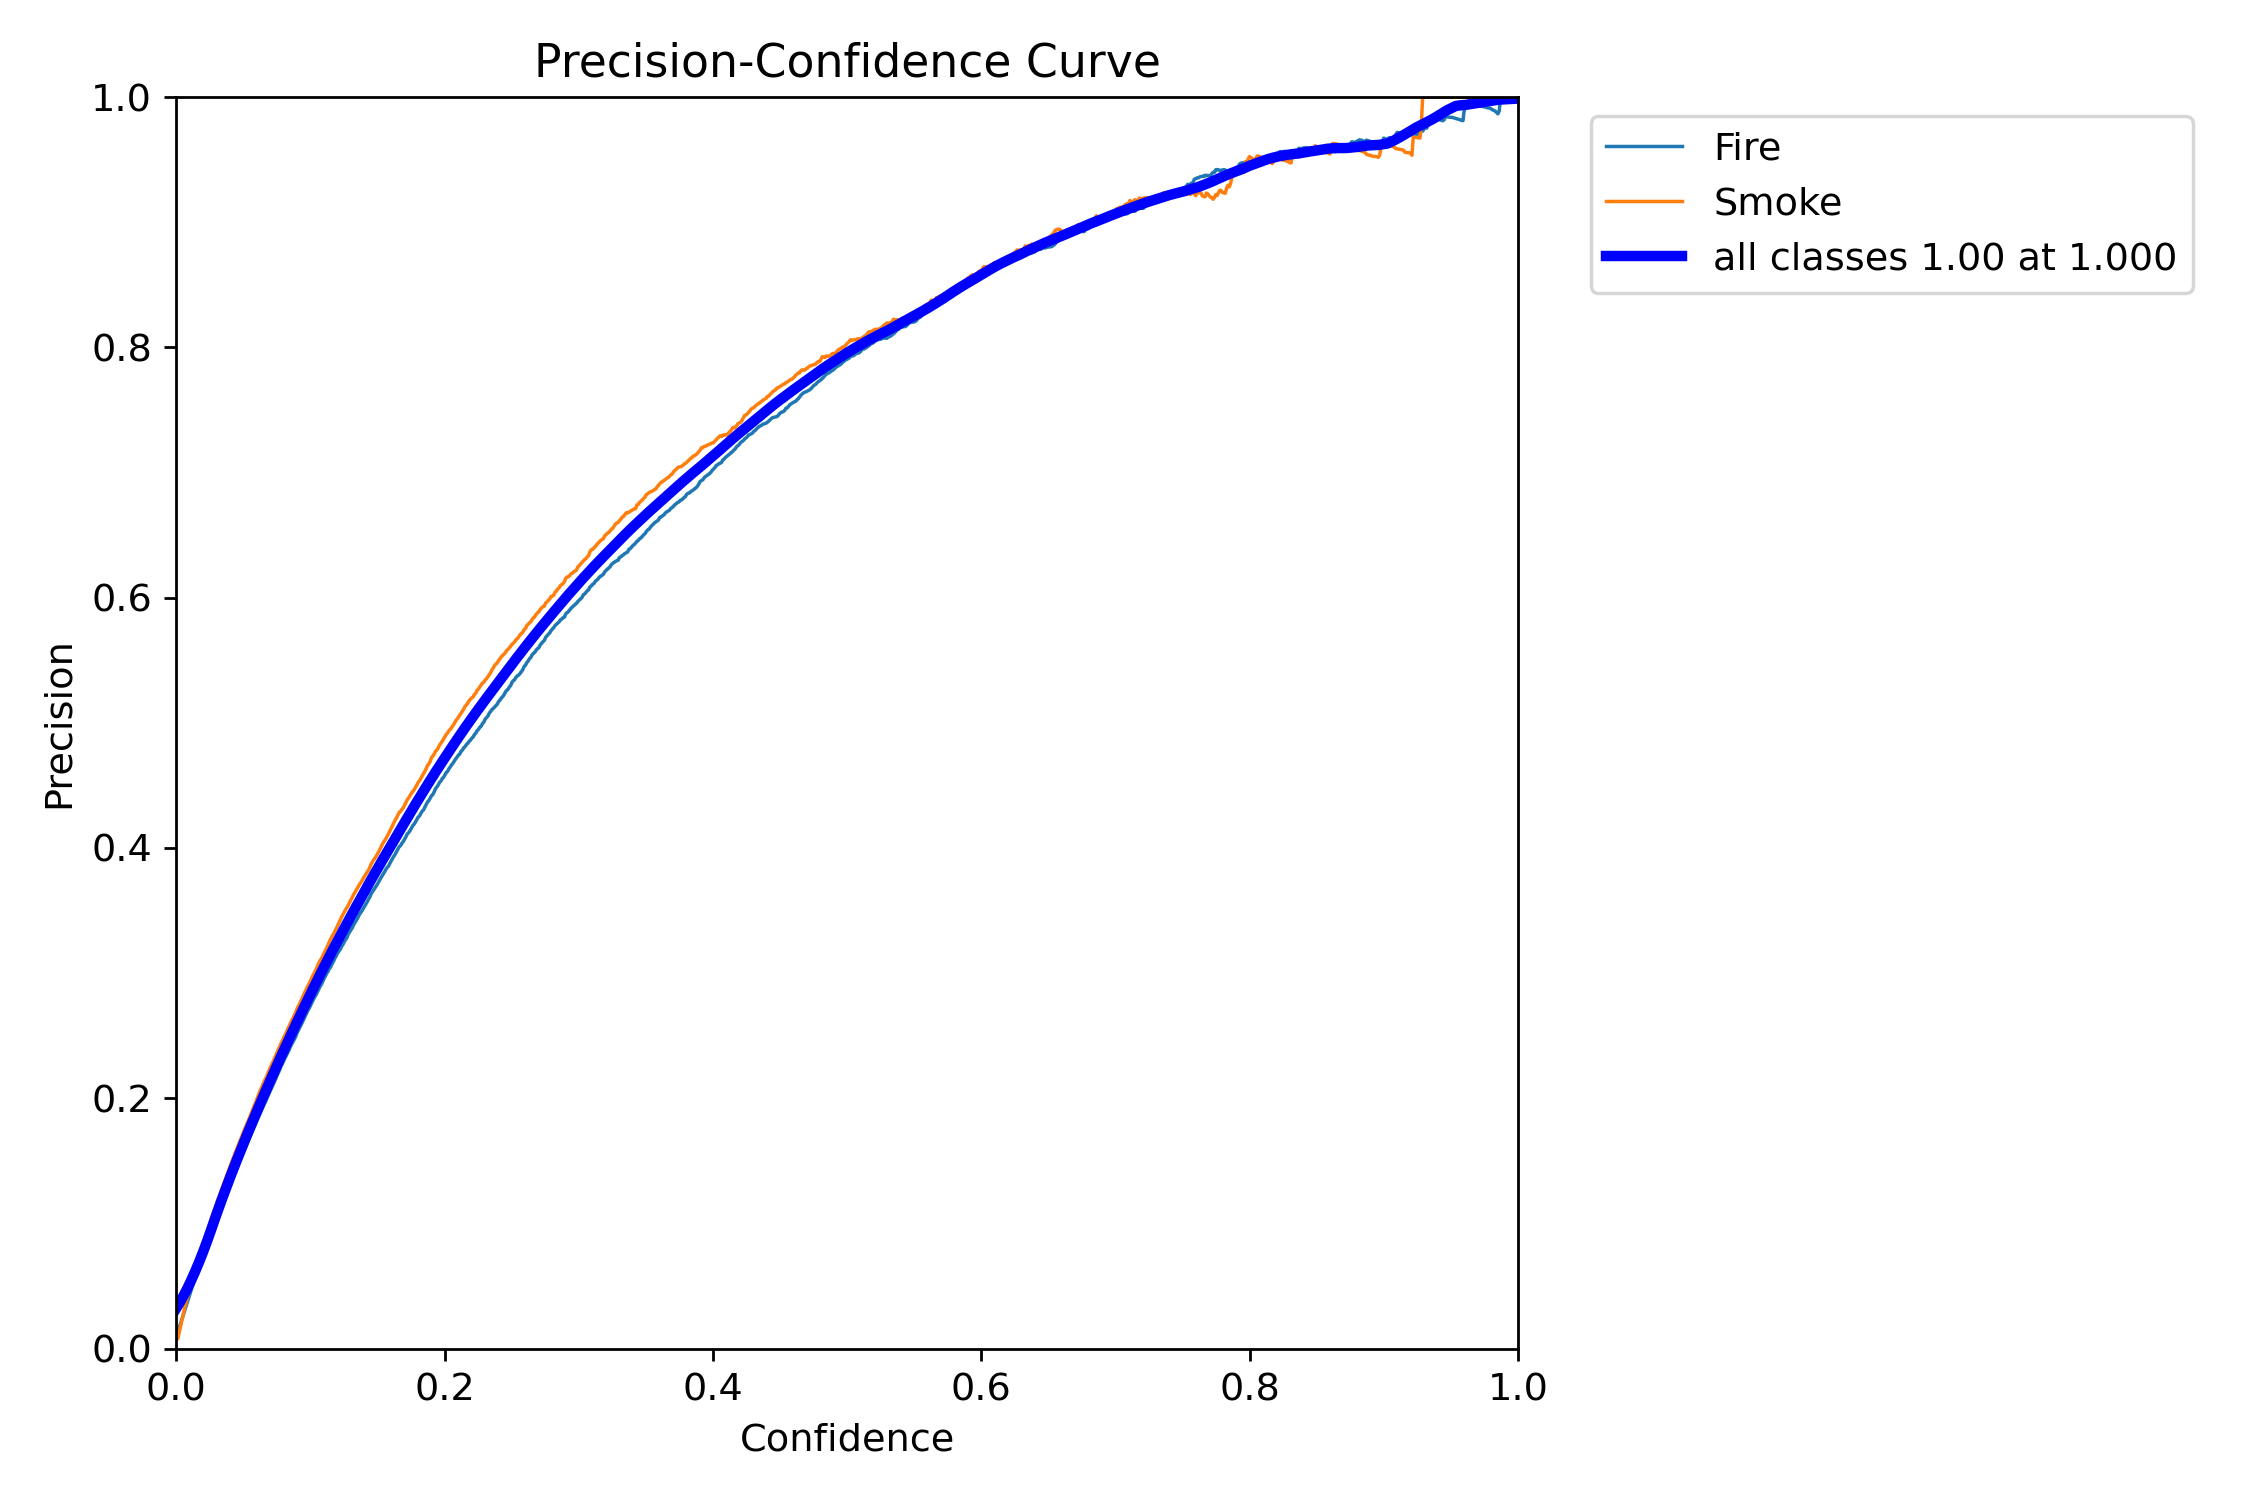 Precision-Confidence Curve
1.0
0.8
0.6
0.4
0.2
0.0
Precision
0.0 0.2 0.4 0.6 0.8 1.0
Confidence
Fire
Smoke
all classes 1.00 at 1.000